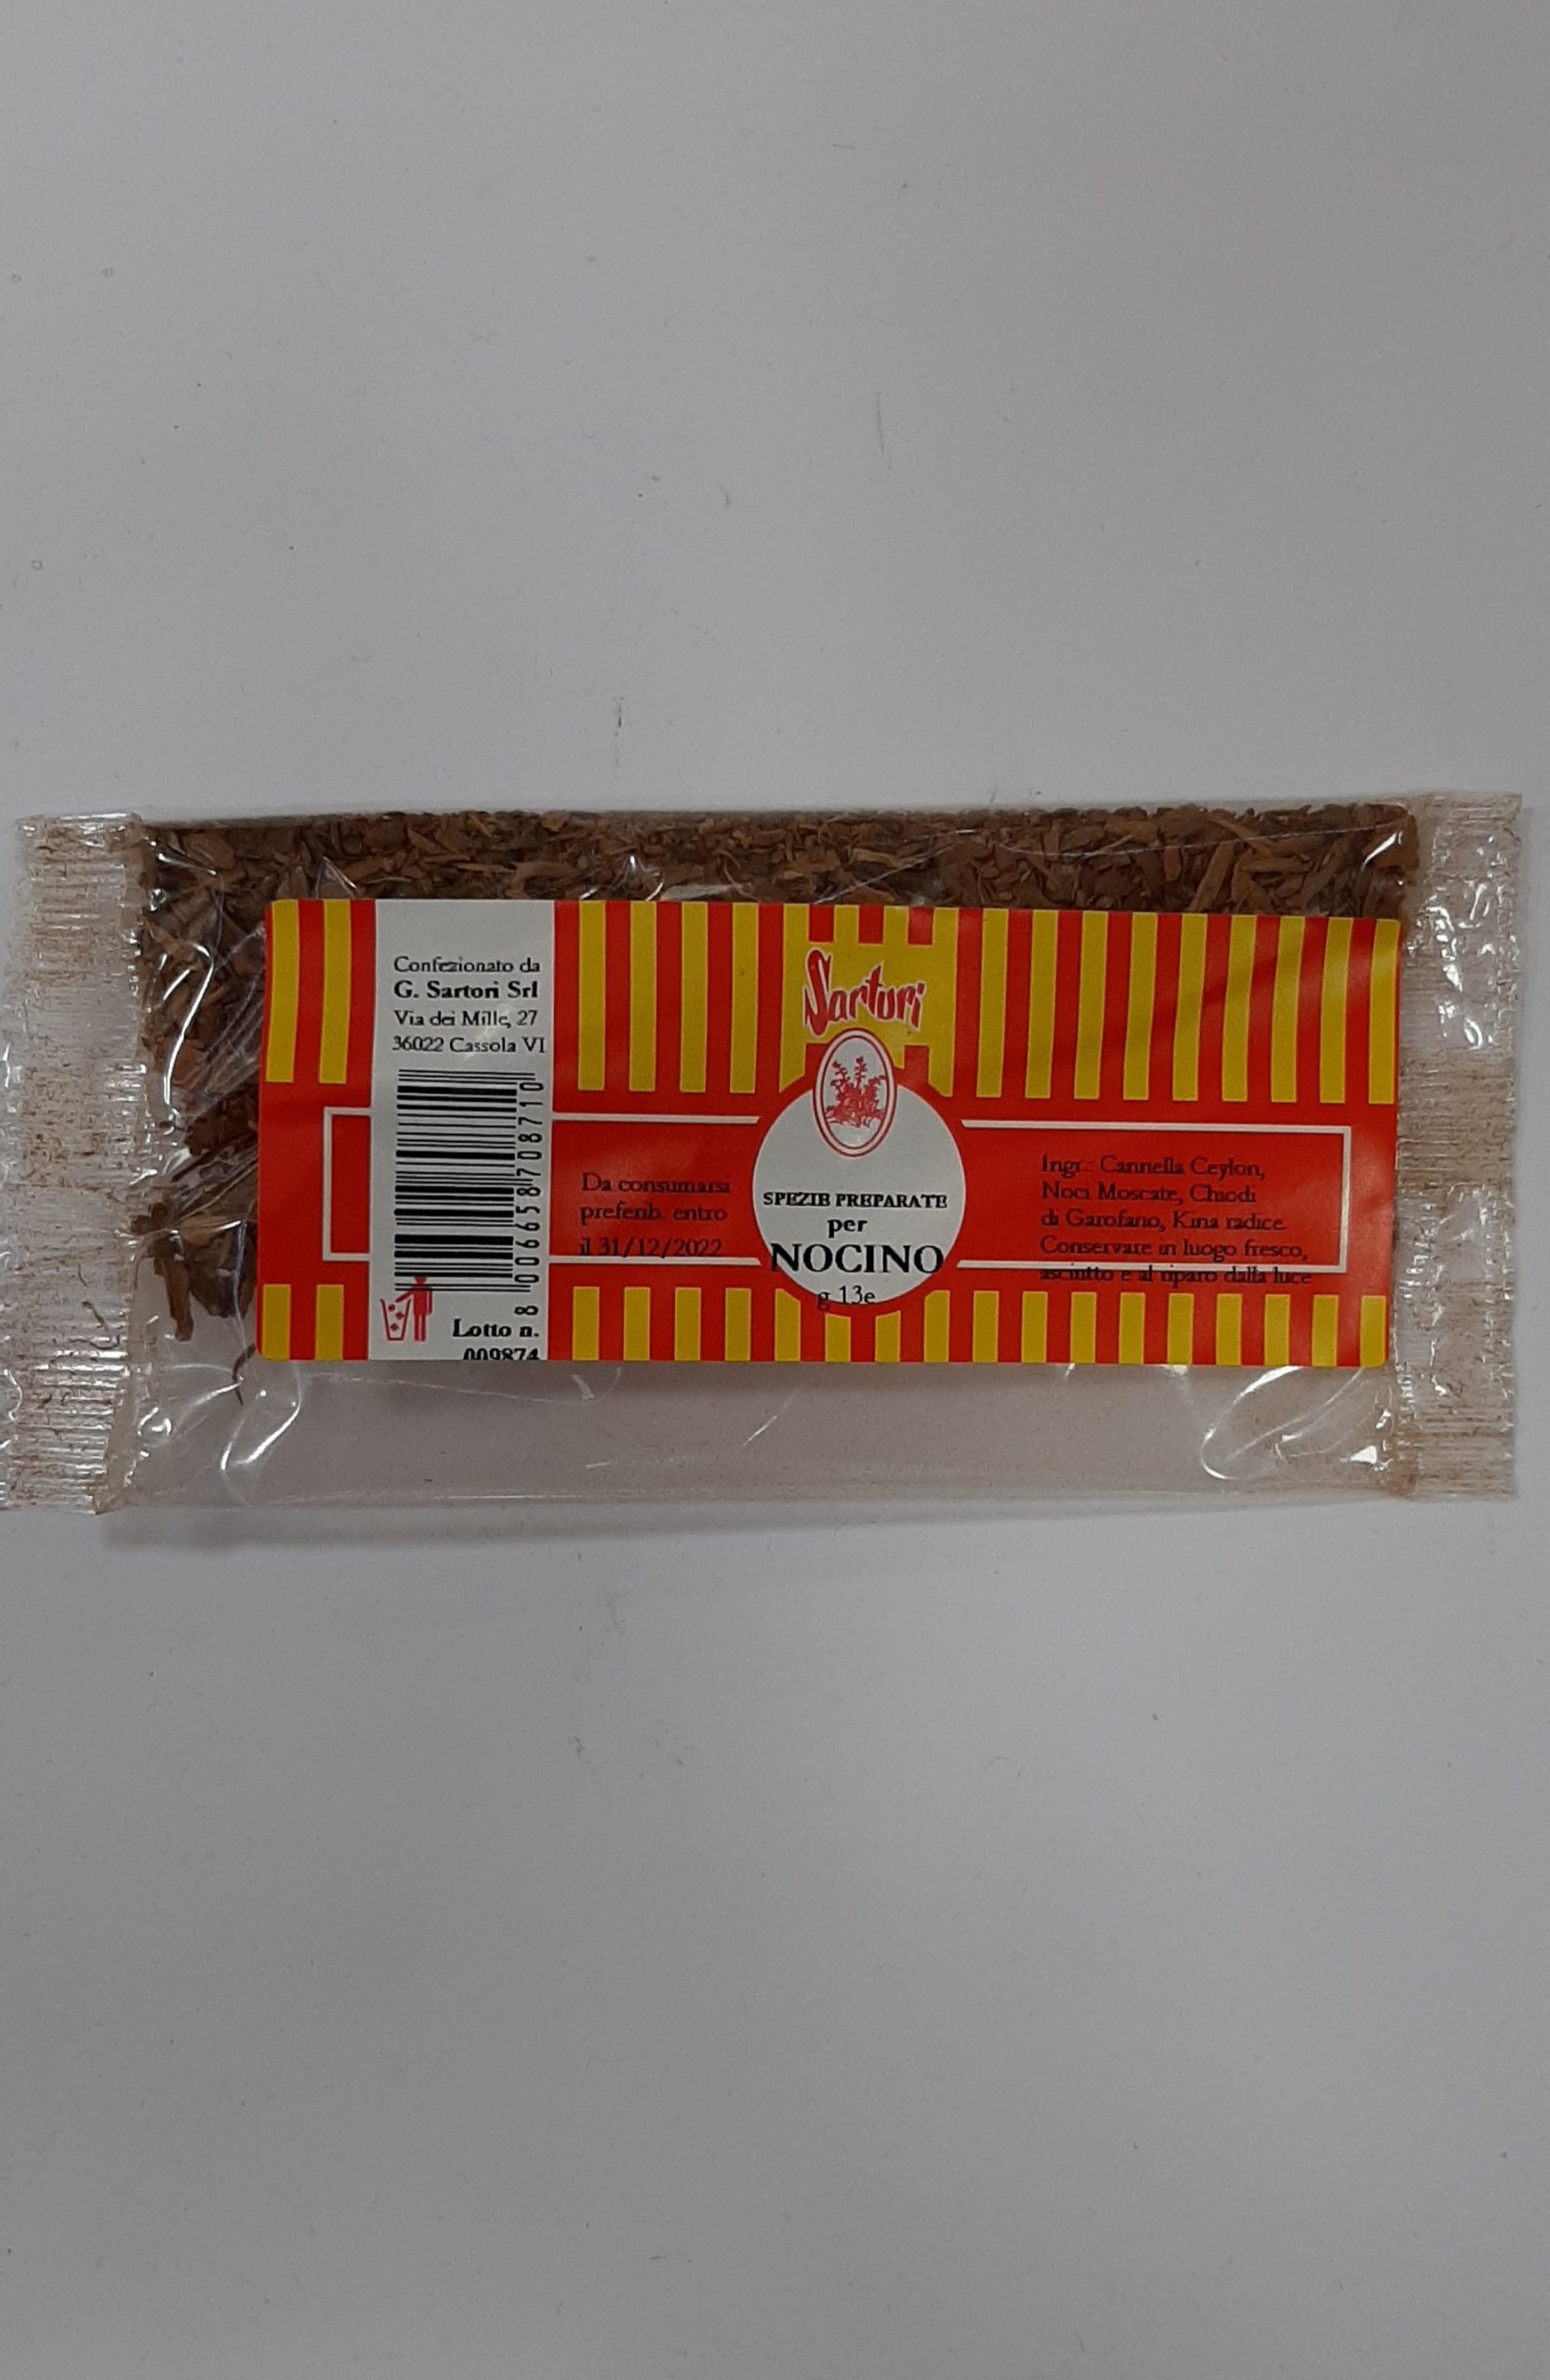 Confezionato da
G. Sartori Srl
Via dei Mille, 27
36022 Cassola VI
8 006658 708710
Lotto n.
009874
Da consumarsi
preferib. entro
il 31/12/2022
Sartori
SPEZIE PREPARATE
per
NOCINO
g 13e
Ingr.: Cannella Ceylon,
Noci Moscate, Chiodi
di Garofano, Kina radice.
Conservare in luogo fresco,
asciutto e al riparo dalla luce